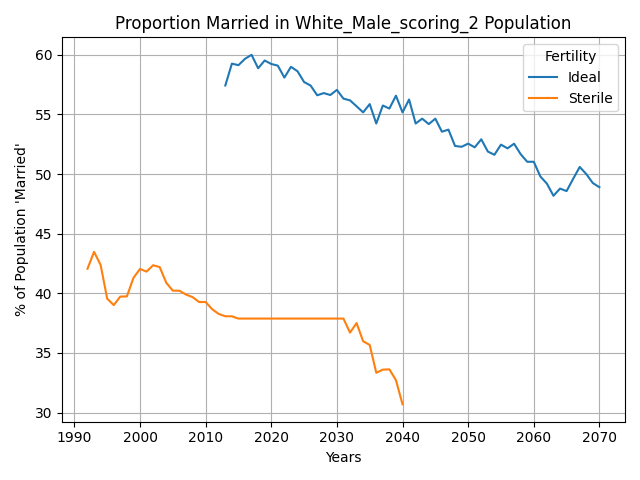 Proportion Married in White_Male_scoring_2 Population
Fertility
Ideal
Sterile
% of Population 'Married'
60
55
50
45
40
35
30
1990 2000 2010 2020 2030 2040 2050 2060 2070
Years